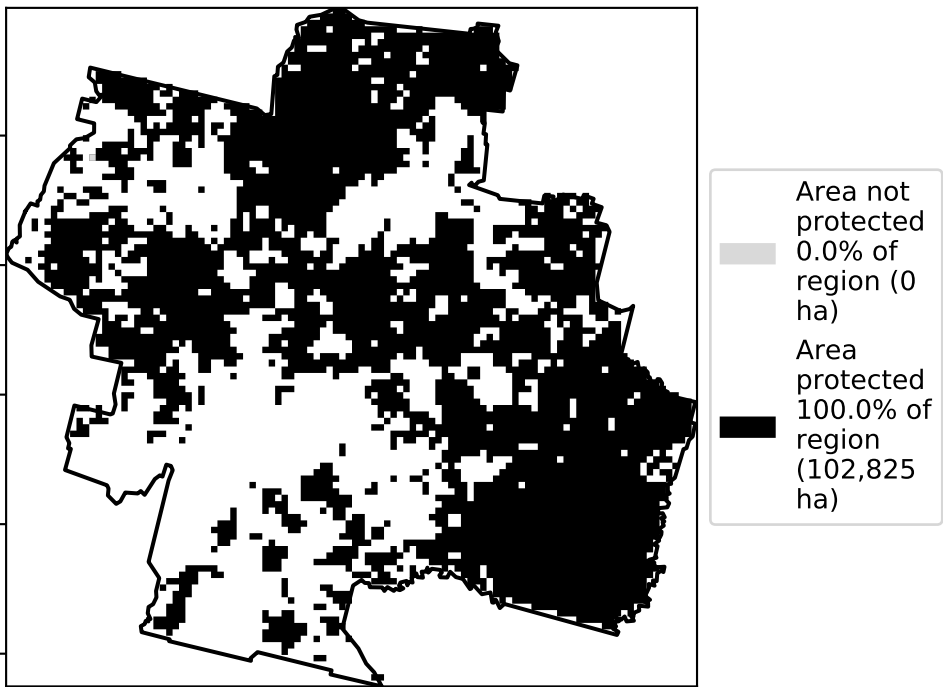 Area not
protected
0.0% of
region (0
ha)
Area
protected
100.0% of
region
(102,825
ha)